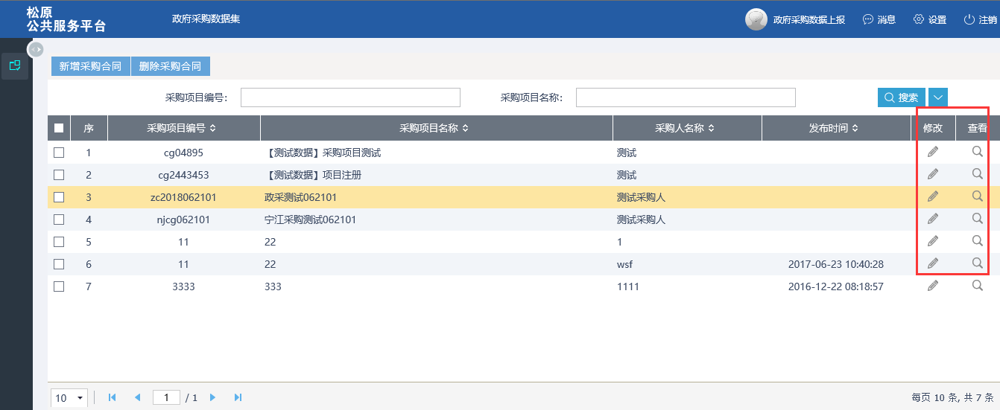 松原
公共服务平台
政府采购数据集
政府采购数据上报 消息 设置 注销
新增采购合同 删除采购合同
采购项目编号： 采购项目名称： 搜索
序 采购项目编号 采购项目名称 采购人名称 发布时间 修改 查看
1 cg04895 【测试数据】采购项目测试 测试
2 cg2443453 【测试数据】项目注册 测试
3 zc2018062101 政采测试062101 测试采购人
4 njcg062101 宁江采购测试062101 测试采购人
5 11 22 1
6 11 22 wsf 2017-06-23 10:40:28
7 3333 333 1111 2016-12-22 08:18:57
10 1 / 1 每页 10 条, 共 7 条